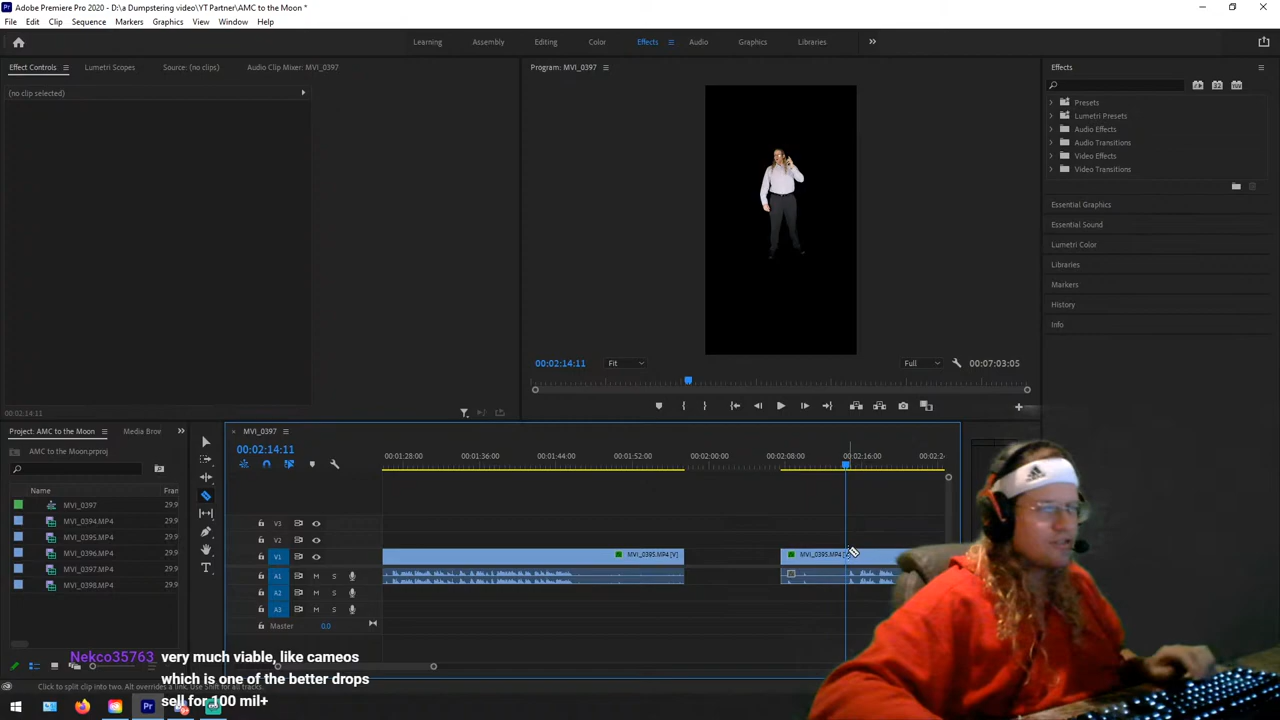 Adobe Premiere Pro 2020 - D:\a Dumpstering video\YT Partner\AMC to the Moon *
File Edit Clip Sequence Markers Graphics View Window Help
Learning Assembly Editing Color Effects Audio Graphics Libraries
Effect Controls Lumetri Scopes Source: (no clips) Audio Clip Mixer: MVI_0397
Program: MVI_0397
Effects
(no clip selected)
Presets
Lumetri Presets
Audio Effects
Audio Transitions
Video Effects
Video Transitions
Essential Graphics
Essential Sound
Lumetri Color
Libraries
Markers
History
Info
00:02:14:11 Fit Full 00:07:03:05
00:02:14:11
Project: AMC to the Moon Media Brov
MVI_0397
AMC to the Moon.prproj
00:02:14:11
00:01:28:00 00:01:36:00 00:01:44:00 00:01:52:00 00:02:00:00 00:02:08:00 00:02:16:00 00:02:2
Name Frar
MVI_0397 29.9
MVI_0394.MP4 29.9
MVI_0395.MP4 29.9
MVI_0396.MP4 29.9
MVI_0397.MP4 29.9
MVI_0398.MP4 29.9
V3
V2
V1 MVI_0395.MP4 [V] MVI_0395.MP4 [V]
A1 M S
A2 M S
A3 M S
Master 0.0
Nekco35763 very much viable, like cameos
which is one of the better drops
sell for 100 mil+
Click to split clip into two. Alt overrides a link. Use Shift for all tracks.